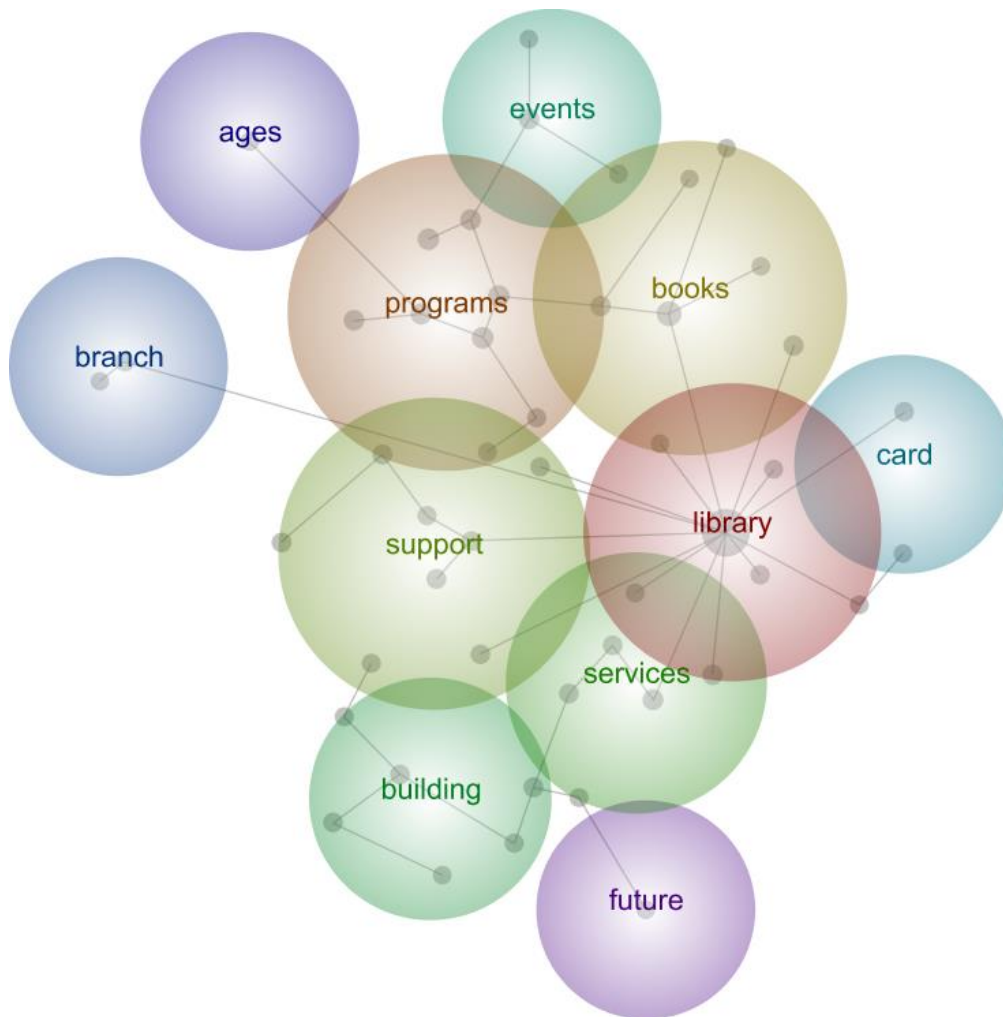 events
ages
books
programs
branch
card
library
support
services
building
future